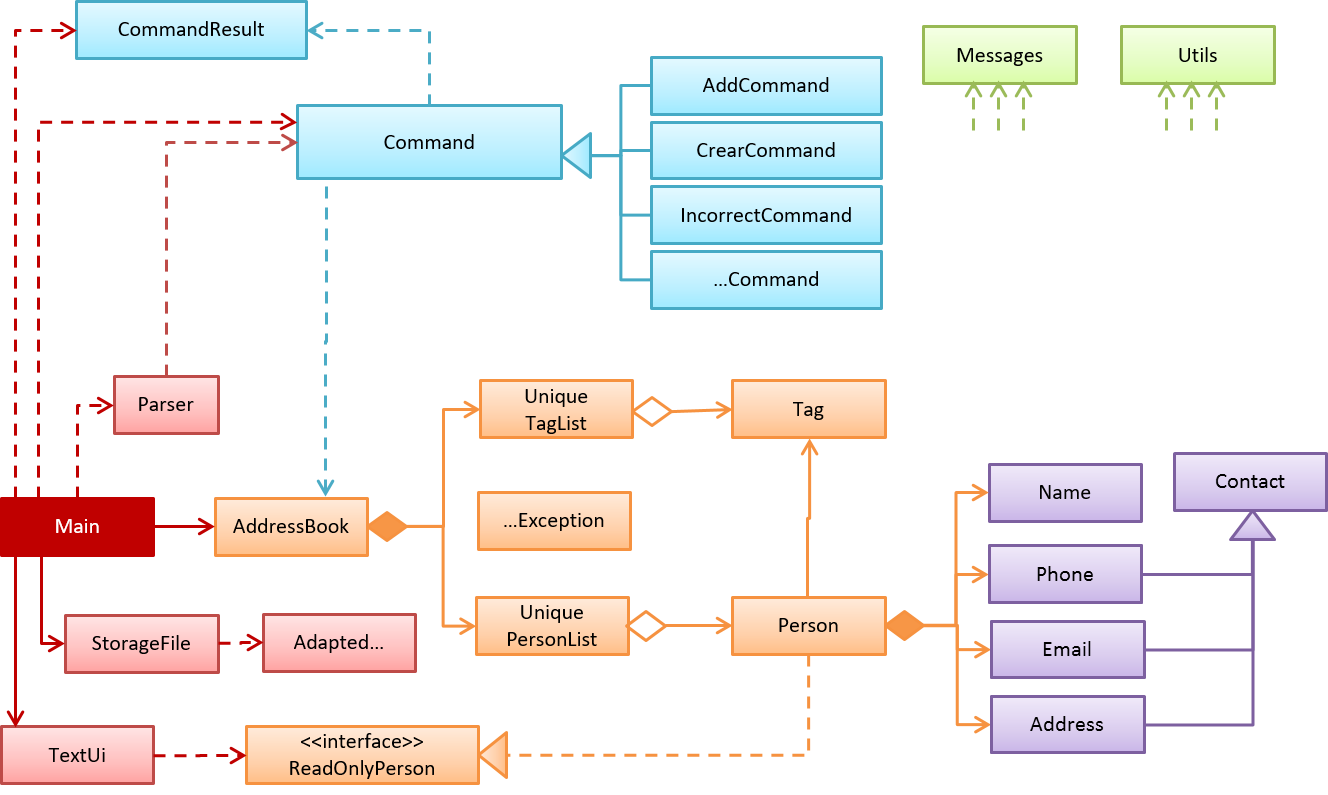 CommandResult
Messages
Utils
AddCommand
Command
CrearCommand
IncorrectCommand
...Command
Parser
Unique
TagList
Tag
Name
Contact
Main
AddressBook
...Exception
Phone
Unique
PersonList
Person
StorageFile
Adapted...
Email
Address
TextUi
<<interface>>
ReadOnlyPerson